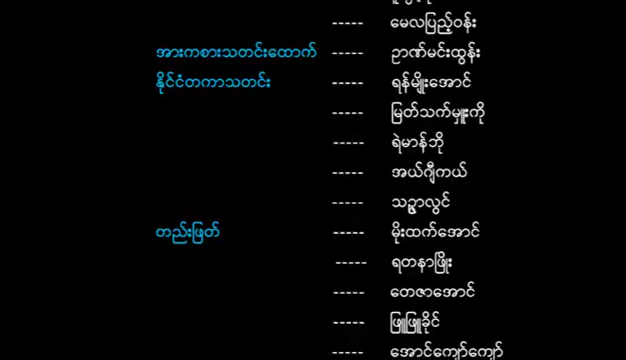 ----- မေလပြည့်ဝန်း
အားကစားသတင်းထောက် ----- ဉာဏ်မင်းထွန်း
နိုင်ငံတကာသတင်း ----- ရန်မျိုးအောင်
----- မြတ်သက်မှူးကို
----- ရဲမာန်ဘို
----- အယ်ဂျီကယ်
----- သဉ္ဇာလွင်
တည်းဖြတ် ----- မိုးထက်အောင်
----- ရတနာဖြိုး
----- တေဇာအောင်
----- ဖြူဖြူခိုင်
----- အောင်ကျော်ကျော်